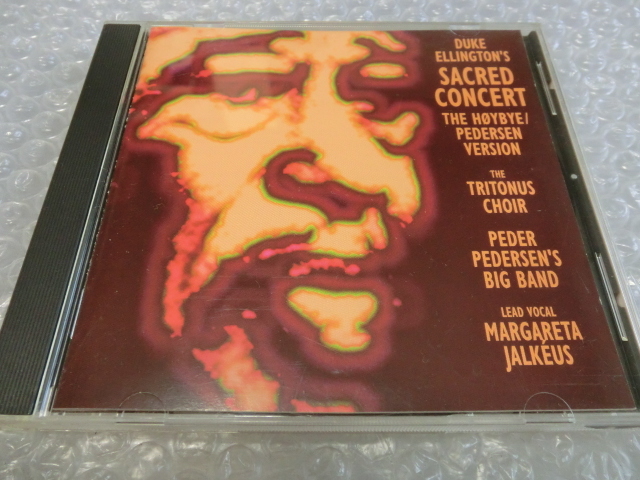 DUKE
ELLINGTON'S
SACRED
CONCERT
THE HØYBYE/
PEDERSEN
VERSION
THE
TRITONUS
CHOIR
PEDER
PEDERSEN'S
BIG BAND
LEAD VOCAL
MARGARETA
JALKÉUS